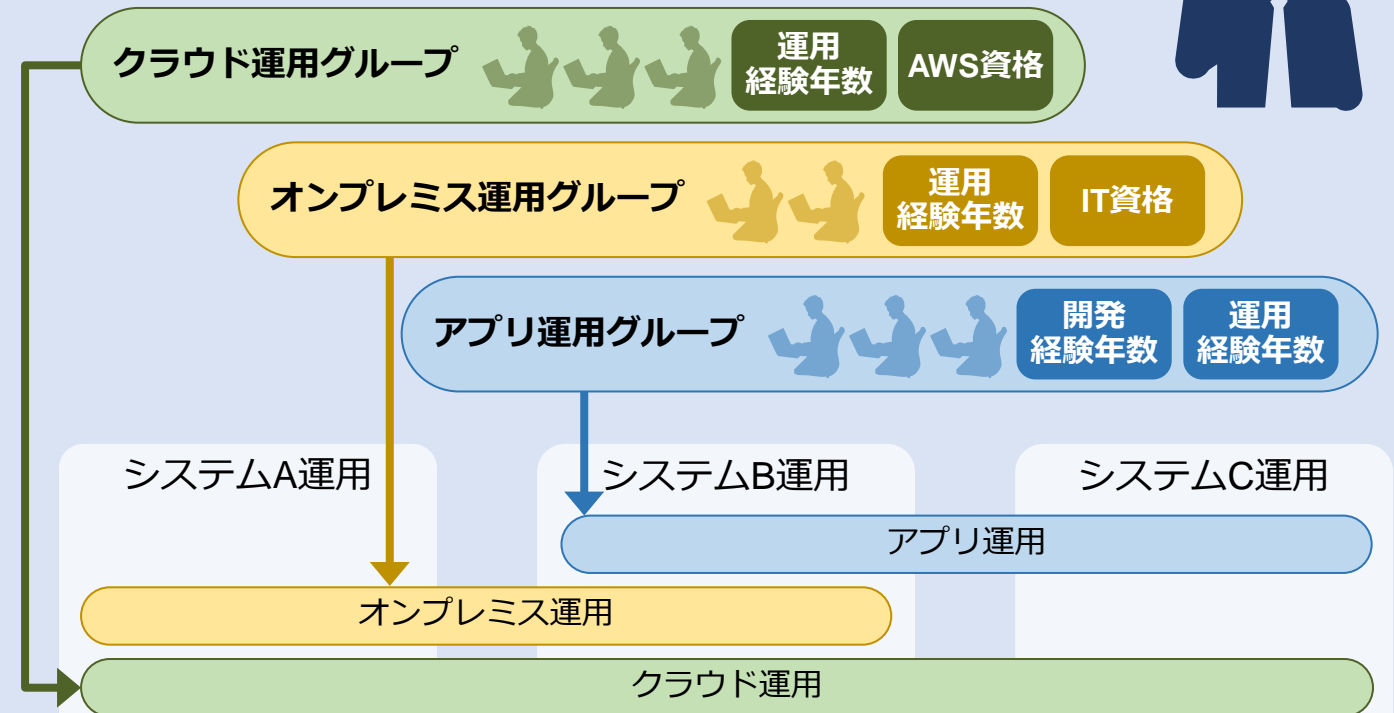 クラウド運用グループ
運用
経験年数
AWS資格
オンプレミス運用グループ
運用
経験年数
IT資格
アプリ運用グループ
開発
経験年数
運用
経験年数
システムA運用
システムB運用
システムC運用
アプリ運用
オンプレミス運用
クラウド運用